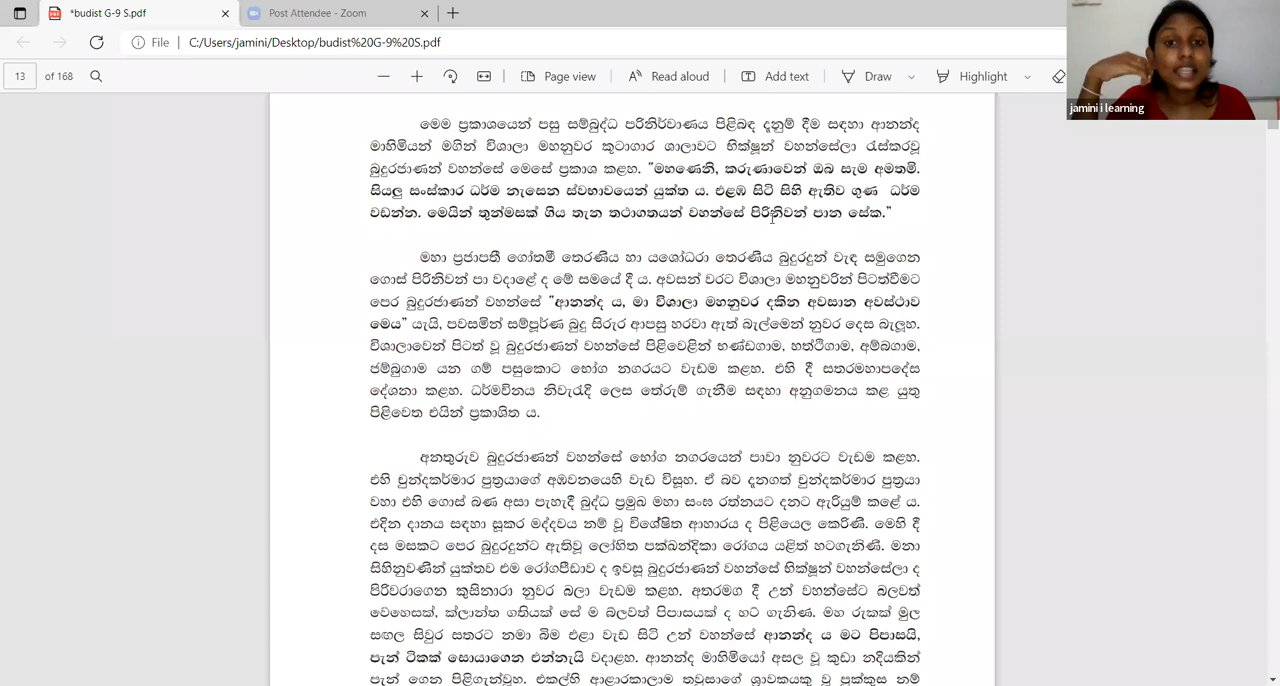 *budist G-9 S.pdf
Post Attendee - Zoom
File | C:/Users/jamini/Desktop/budist%20G-9%20S.pdf
13 of 168
Page view
Read aloud
Add text
Draw
Highlight
jamini i learning
මෙම ප්‍රකාශයෙන් පසු සම්බුද්ධ පරිනිර්වාණය පිළිබඳ දැනුම් දීම සඳහා ආනන්ද
මාහිමියන් මගින් විශාලා මහනුවර කූටාගාර ශාලාවට භික්ෂූන් වහන්සේලා රැස්කරවූ
බුදුරජාණන් වහන්සේ මෙසේ ප්‍රකාශ කළහ. "මහණෙනි, කරුණාවෙන් ඔබ සැම අමතමි.
සියලු සංස්කාර ධර්ම නැසෙන ස්වභාවයෙන් යුක්ත ය. එළඹ සිටි සිහි ඇතිව ගුණ ධර්ම
වඩන්න. මෙයින් තුන්මසක් ගිය තැන තථාගතයන් වහන්සේ පිරිනිවන් පාන සේක."
මහා ප්‍රජාපතී ගෝතමී තෙරණිය හා යශෝධරා තෙරණිය බුදුරදුන් වැඳ සමුගෙන
ගොස් පිරිනිවන් පා වදාළේ ද මේ සමයේ දී ය. අවසන් වරට විශාලා මහනුවරින් පිටත්වීමට
පෙර බුදුරජාණන් වහන්සේ "ආනන්ද ය, මා විශාලා මහනුවර දකින අවසාන අවස්ථාව
මෙය" යැයි, පවසමින් සම්පූර්ණ බුදු සිරුර ආපසු හරවා ඇත් බැල්මෙන් නුවර දෙස බැලූහ.
විශාලාවෙන් පිටත් වූ බුදුරජාණන් වහන්සේ පිළිවෙළින් භණ්ඩගාම, හත්ථිගාම, අම්බගාම,
ජම්බුගාම යන ගම් පසුකොට භෝග නගරයට වැඩම කළහ. එහි දී සතරමහාපදේස
දේශනා කළහ. ධර්මවිනය නිවැරැදි ලෙස තේරුම් ගැනීම සඳහා අනුගමනය කළ යුතු
පිළිවෙත එයින් ප්‍රකාශිත ය.
අනතුරුව බුදුරජාණන් වහන්සේ භෝග නගරයෙන් පාවා නුවරට වැඩම කළහ.
එහි චුන්දකර්මාර පුත්‍රයාගේ අඹවනයෙහි වැඩ විසූහ. ඒ බව දැනගත් චුන්දකර්මාර පුත්‍රයා
වහා එහි ගොස් බණ අසා පැහැදී බුද්ධ ප්‍රමුඛ මහා සංඝ රත්නයට දනට ඇරියුම් කළේ ය.
එදින දානය සඳහා සූකර මද්දවය නම් වූ විශේෂිත ආහාරය ද පිළියෙල කෙරිණි. මෙහි දී
දස මසකට පෙර බුදුරදුන්ට ඇතිවූ ලෝහිත පක්ඛන්දිකා රෝගය යළිත් හටගැනිණි. මනා
සිහිනුවණින් යුක්තව එම රෝගපීඩාව ද ඉවසූ බුදුරජාණන් වහන්සේ භික්ෂූන් වහන්සේලා ද
පිරිවරාගෙන කුසිනාරා නුවර බලා වැඩම කළහ. අතරමග දී උන් වහන්සේට බලවත්
වෙහෙසක්, ක්ලාන්ත ගතියක් සේ ම බලවත් පිපාසයක් ද හට ගැනිණ. මහ රුකක් මුල
සඟල සිවුර සතරට නමා බිම එළා වැඩ සිටි උන් වහන්සේ ආනන්ද ය මට පිපාසයි,
පැන් ටිකක් සොයාගෙන එන්නැයි වදාළහ. ආනන්ද මාහිමියෝ අසල වූ කුඩා නදියකින්
පැන් ගෙන පිළිගැන්වූහ. එකල්හි ආළාරකාලාම තවුසාගේ ශ්‍රාවකයකු වූ පුක්කුස නම්